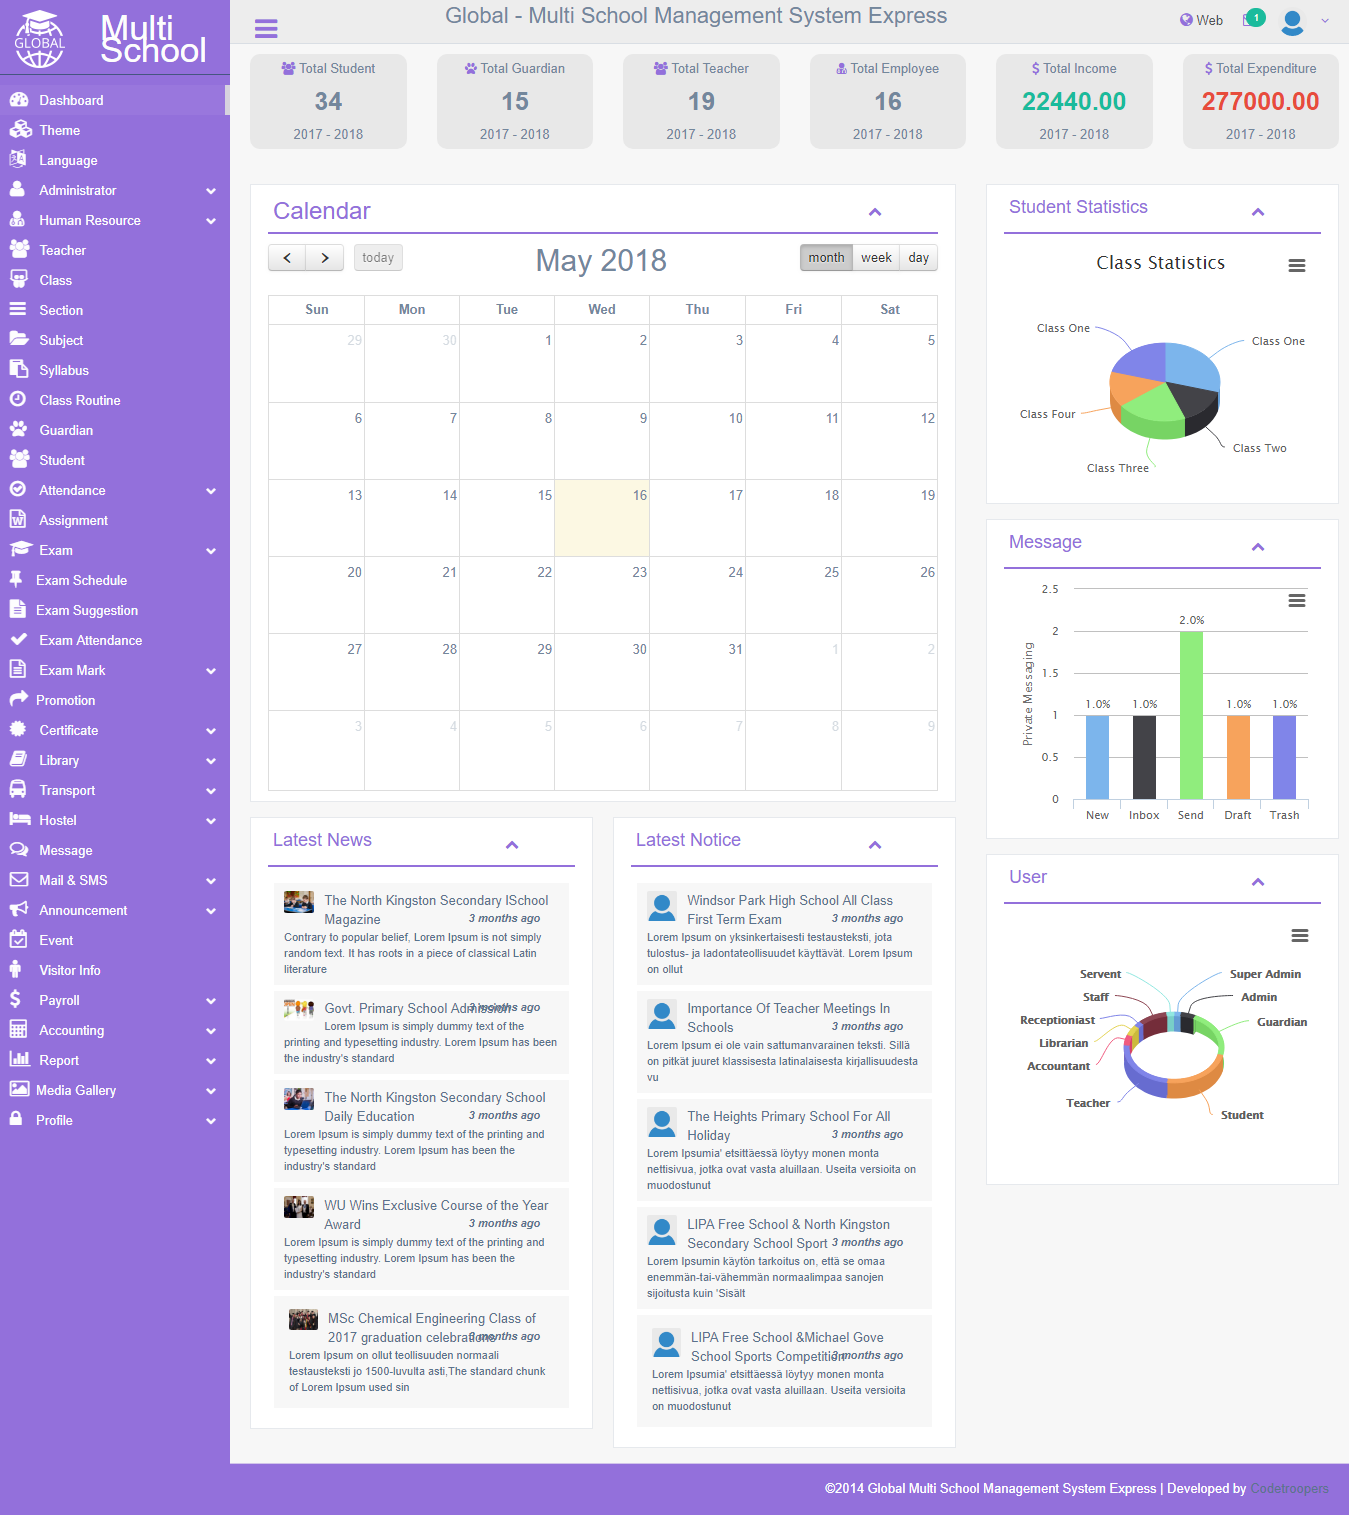 GLOBAL
Multi
School
Global - Multi School Management System Express
Web
1
Dashboard
Theme
Language
Administrator
Human Resource
Teacher
Class
Section
Subject
Syllabus
Class Routine
Guardian
Student
Attendance
Assignment
Exam
Exam Schedule
Exam Suggestion
Exam Attendance
Exam Mark
Promotion
Certificate
Library
Transport
Hostel
Message
Mail & SMS
Announcement
Event
Visitor Info
Payroll
Accounting
Report
Media Gallery
Profile
Total Student
34
2017 - 2018
Total Guardian
15
2017 - 2018
Total Teacher
19
2017 - 2018
Total Employee
16
2017 - 2018
$ Total Income
22440.00
2017 - 2018
$ Total Expenditure
277000.00
2017 - 2018
Calendar
today
May 2018
month week day
Sun Mon Tue Wed Thu Fri Sat
29 30 1 2 3 4 5
6 7 8 9 10 11 12
13 14 15 16 17 18 19
20 21 22 23 24 25 26
27 28 29 30 31 1 2
3 4 5 6 7 8 9
Student Statistics
Class Statistics
Class One
Class One
Class Four
Class Two
Class Three
Message
Private Messaging
2.5
2
1.5
1
0.5
0
1.0% 1.0% 2.0% 1.0% 1.0%
New Inbox Send Draft Trash
User
Servent
Super Admin
Staff
Admin
Receptioniast
Guardian
Librarian
Accountant
Teacher
Student
Latest News
The North Kingston Secondary ISchool
Magazine
3 months ago
Contrary to popular belief, Lorem Ipsum is not simply
random text. It has roots in a piece of classical Latin
literature
Govt. Primary School Admission
3 months ago
Lorem Ipsum is simply dummy text of the
printing and typesetting industry. Lorem Ipsum has been
the industry's standard
The North Kingston Secondary School
Daily Education
3 months ago
Lorem Ipsum is simply dummy text of the printing and
typesetting industry. Lorem Ipsum has been the
industry's standard
WU Wins Exclusive Course of the Year
Award
3 months ago
Lorem Ipsum is simply dummy text of the printing and
typesetting industry. Lorem Ipsum has been the
industry's standard
MSc Chemical Engineering Class of
2017 graduation celebrations
3 months ago
Lorem Ipsum on ollut teollisuuden normaali
testausteksti jo 1500-luvulta asti,The standard chunk
of Lorem Ipsum used sin
Latest Notice
Windsor Park High School All Class
First Term Exam
3 months ago
Lorem Ipsum on yksinkertaisesti testausteksti, jota
tulostus- ja ladontateollisuudet käyttävät. Lorem Ipsum
on ollut
Importance Of Teacher Meetings In
Schools
3 months ago
Lorem Ipsum ei ole vain sattumanvarainen teksti. Sillä
on pitkät juuret klassisesta latinalaisesta kirjallisuudesta
vu
The Heights Primary School For All
Holiday
3 months ago
Lorem Ipsumia' etsittäessä löytyy monen monta
nettisivua, jotka ovat vasta aluillaan. Useita versioita on
muodostunut
LIPA Free School & North Kingston
Secondary School Sport
3 months ago
Lorem Ipsumin käytön tarkoitus on, että se omaa
enemmän-tai-vähemmän normaalimpaa sanojen
sijoitusta kuin 'Sisält
LIPA Free School &Michael Gove
School Sports Competition
3 months ago
Lorem Ipsumia' etsittäessä löytyy monen monta
nettisivua, jotka ovat vasta aluillaan. Useita versioita
on muodostunut
©2014 Global Multi School Management System Express | Developed by Codetroopers